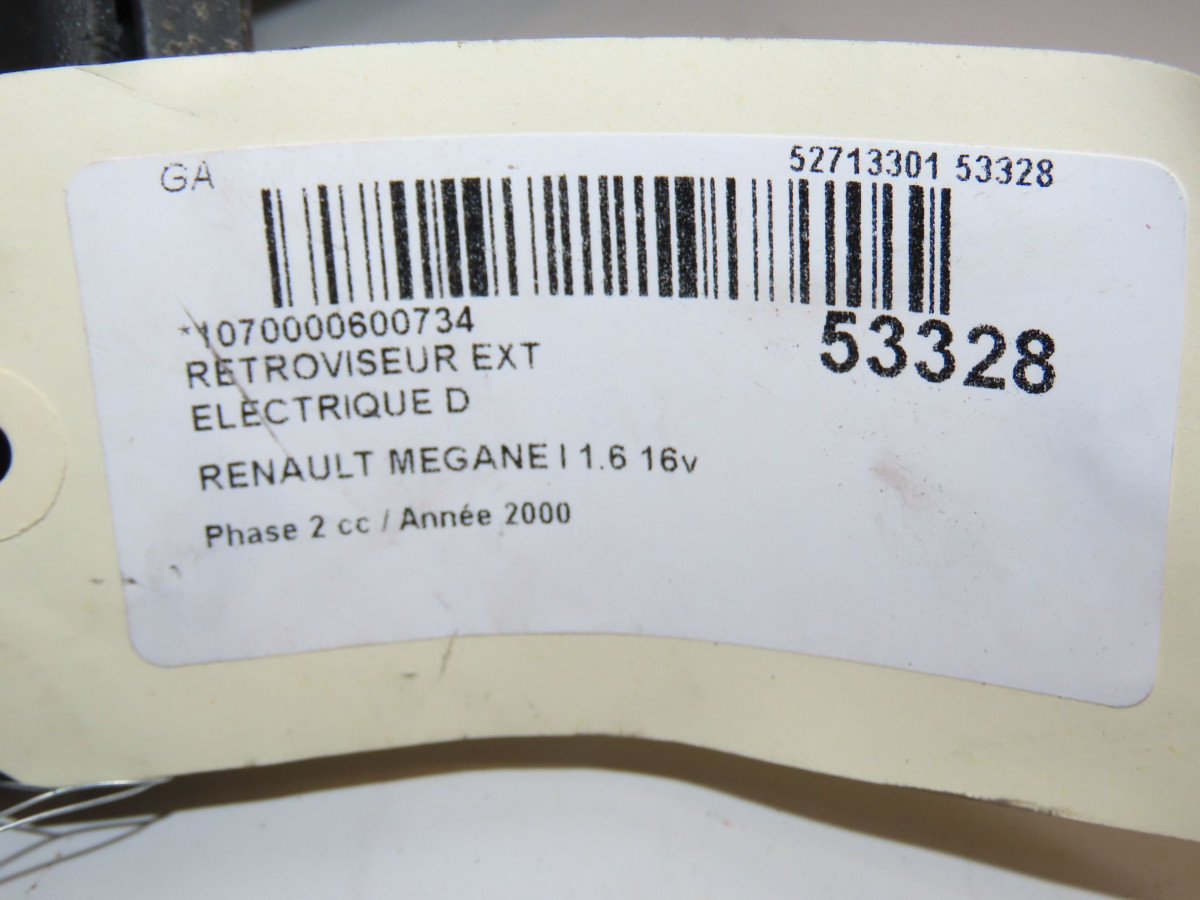 GA
52713301 53328
*1070000600734
53328
RETROVISEUR EXT
ELECTRIQUE D
RENAULT MEGANE I 1.6 16v
Phase 2 cc / Année 2000